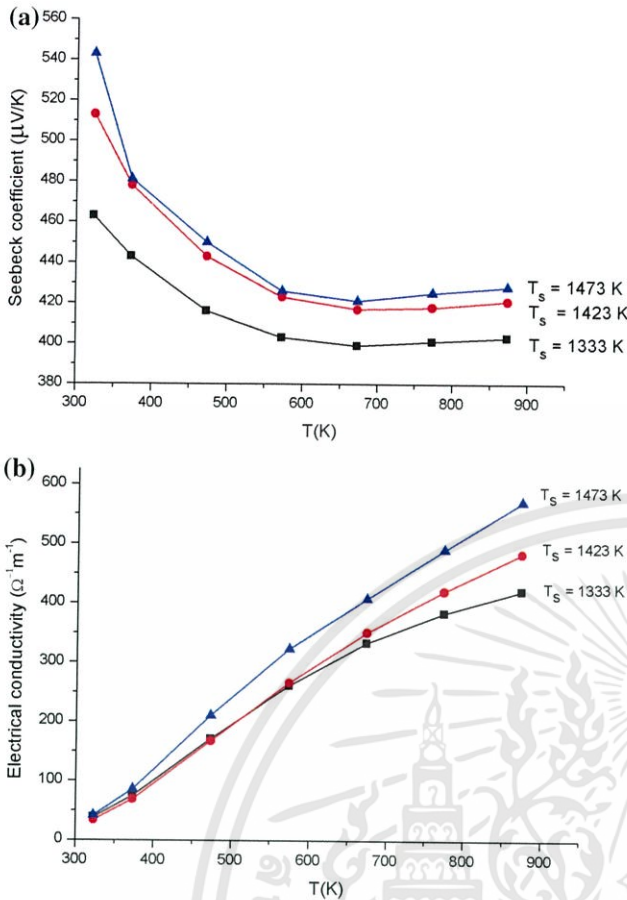 (a)
560
540
520
500
480
460
440
420
400
380
Seebeck coefficient (μV/K)
T_s = 1473 K
T_s = 1423 K
T_s = 1333 K
300 400 500 600 700 800 900
T(K)
(b)
600
500
400
300
200
100
0
Electrical conductivity (Ω⁻¹m⁻¹)
T_s = 1473 K
T_s = 1423 K
T_s = 1333 K
300 400 500 600 700 800 900
T(K)